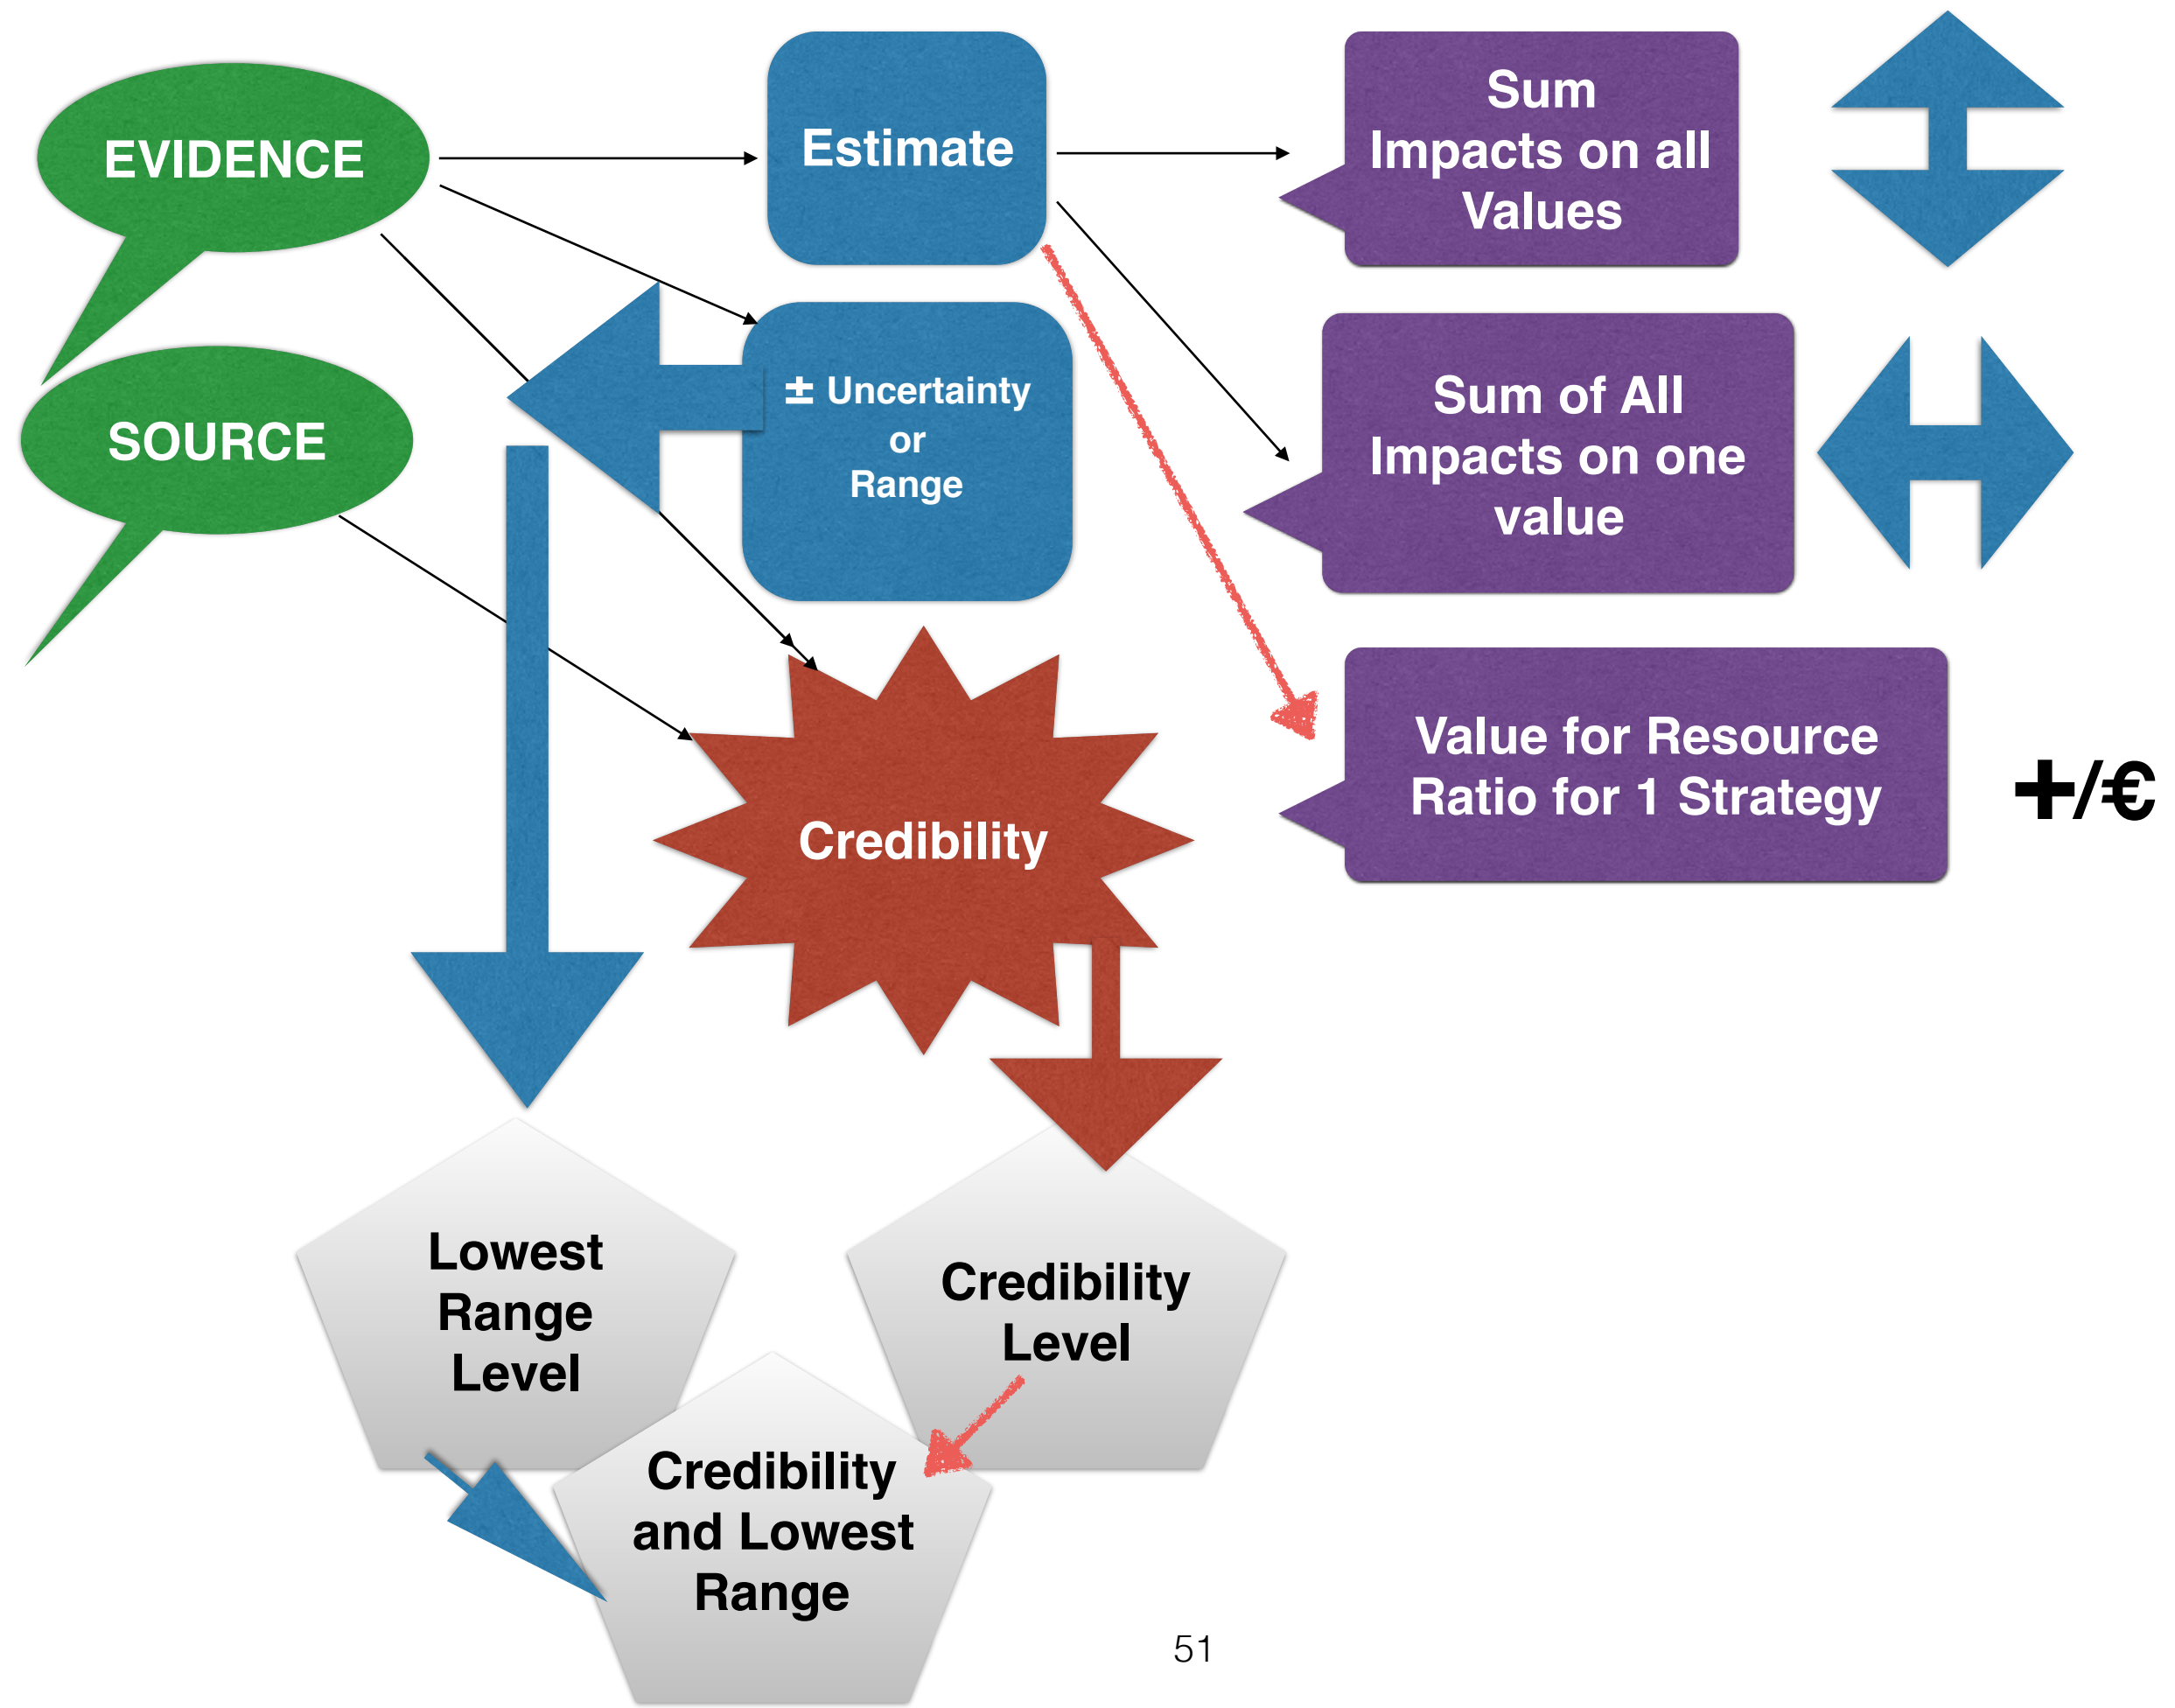 EVIDENCE
Estimate
Sum
Impacts on all
Values
SOURCE
± Uncertainty
or
Range
Sum of All
Impacts on one
value
Credibility
Value for Resource
Ratio for 1 Strategy
+/€
Lowest
Range
Level
Credibility
Level
Credibility
and Lowest
Range
51